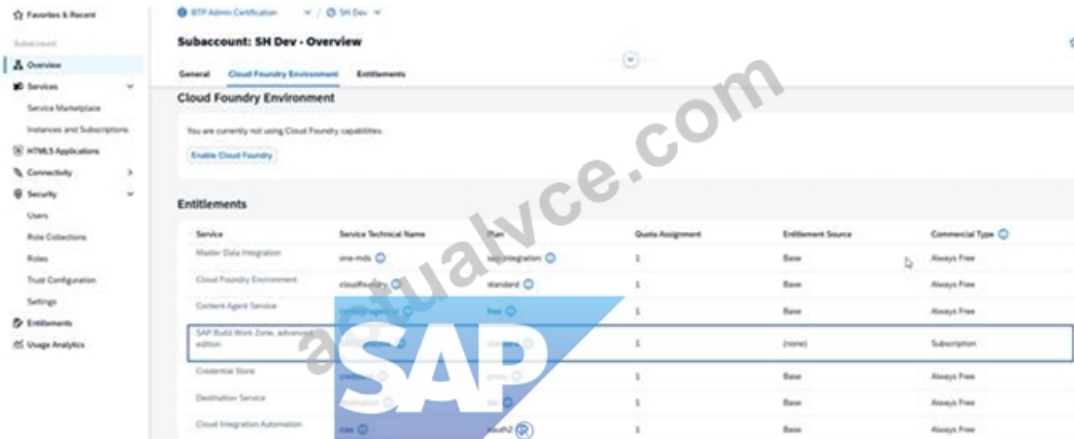 Favorites & Recent
BTP Admin Certification / SH Dev
Subaccount
Subaccount: SH Dev - Overview
Overview
General Cloud Foundry Environment Entitlements
Services
Cloud Foundry Environment
Service Marketplace
You are currently not using Cloud Foundry capabilities.
Instances and Subscriptions
HTML5 Applications
Enable Cloud Foundry
Connectivity
Security
Entitlements
Users
Role Collections
Roles
Trust Configuration
Settings
Entitlements
Usage Analytics
Service Service Technical Name Plan Quota Assignment Entitlement Source Commercial Type
Master Data Integration one-mds sap-integration 1 Base Always Free
Cloud Foundry Environment cloudfoundry standard 1 Base Always Free
Content Agent Service free 1 Base Always Free
SAP Build Work Zone, advanced edition 1 (none) Subscription
Credential Store proxy 1 Base Always Free
Destination Service 1 Base Always Free
Cloud Integration Automation oauth2 1 Base Always Free
actualvce.com
SAP